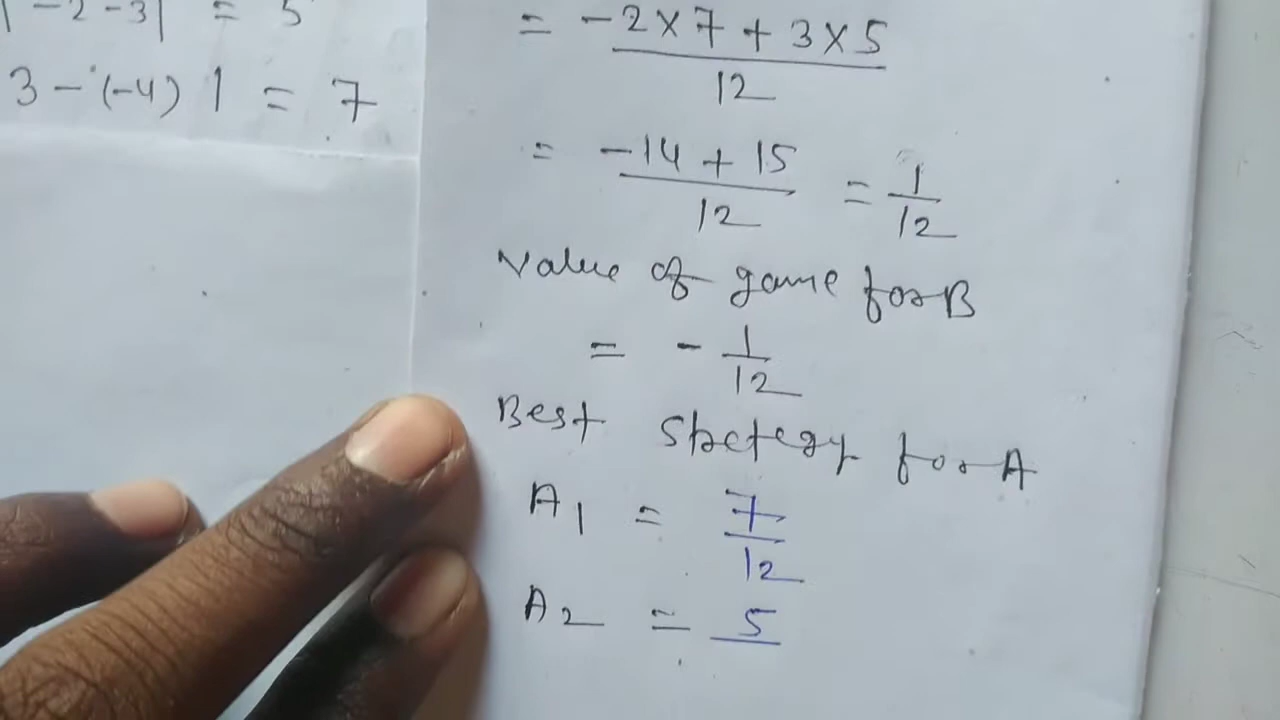 |-2-3| = 5
3-(-4) | = 7
= -2×7+3×5
12
= -14+15 = 1
12 12
Value of game for B
= - 1
12
Best Stctegy for A
A1 = 7
12
A2 = 5